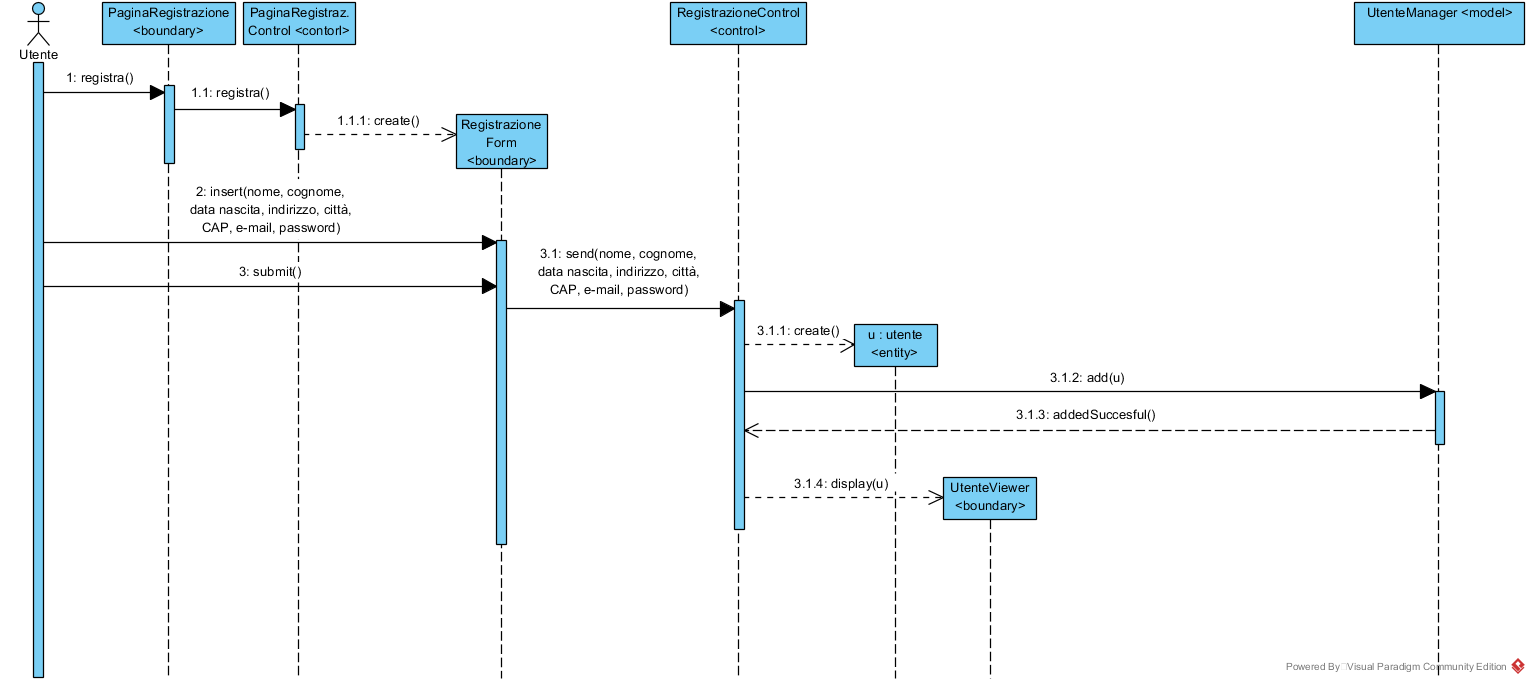 PaginaRegistrazione
<boundary>
PaginaRegistraz.
Control <contorl>
RegistrazioneControl
<control>
UtenteManager <model>
Utente
1: registra()
1.1: registra()
1.1.1: create()
Registrazione
Form
<boundary>
2: insert(nome, cognome,
data nascita, indirizzo, città,
CAP, e-mail, password)
3: submit()
3.1: send(nome, cognome,
data nascita, indirizzo, città,
CAP, e-mail, password)
3.1.1: create()
u : utente
<entity>
3.1.2: add(u)
3.1.3: addedSuccesful()
3.1.4: display(u)
UtenteViewer
<boundary>
Powered By Visual Paradigm Community Edition